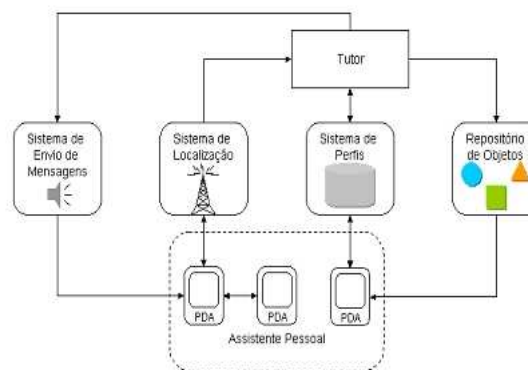 Tutor
Sistema de
Envio de
Mensagens
Sistema de
Localização
Sistema de
Perfis
Repositório
de Objetos
PDA
PDA
PDA
Assistente Pessoal